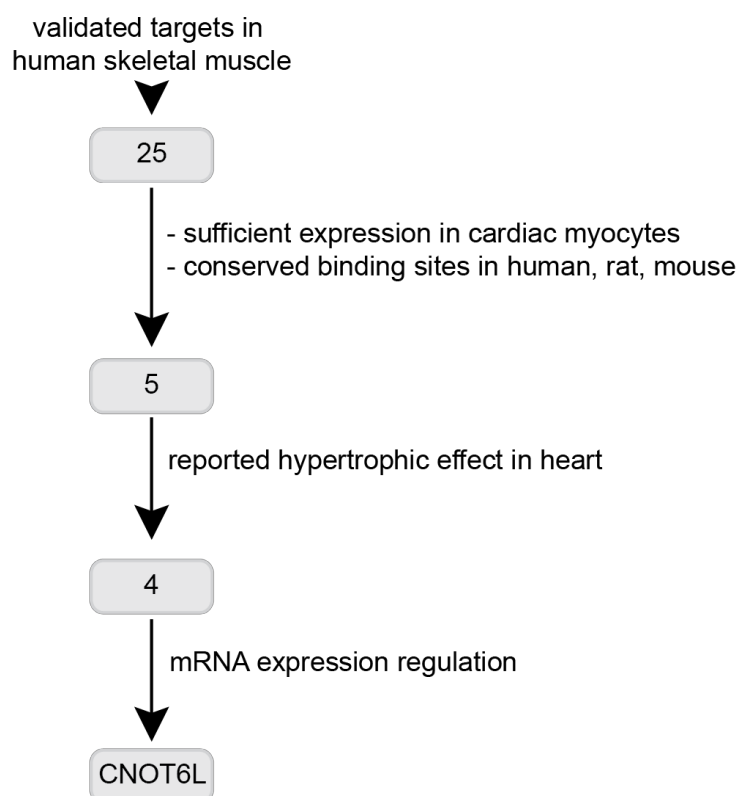 validated targets in
human skeletal muscle
25
- sufficient expression in cardiac myocytes
- conserved binding sites in human, rat, mouse
5
reported hypertrophic effect in heart
4
mRNA expression regulation
CNOT6L